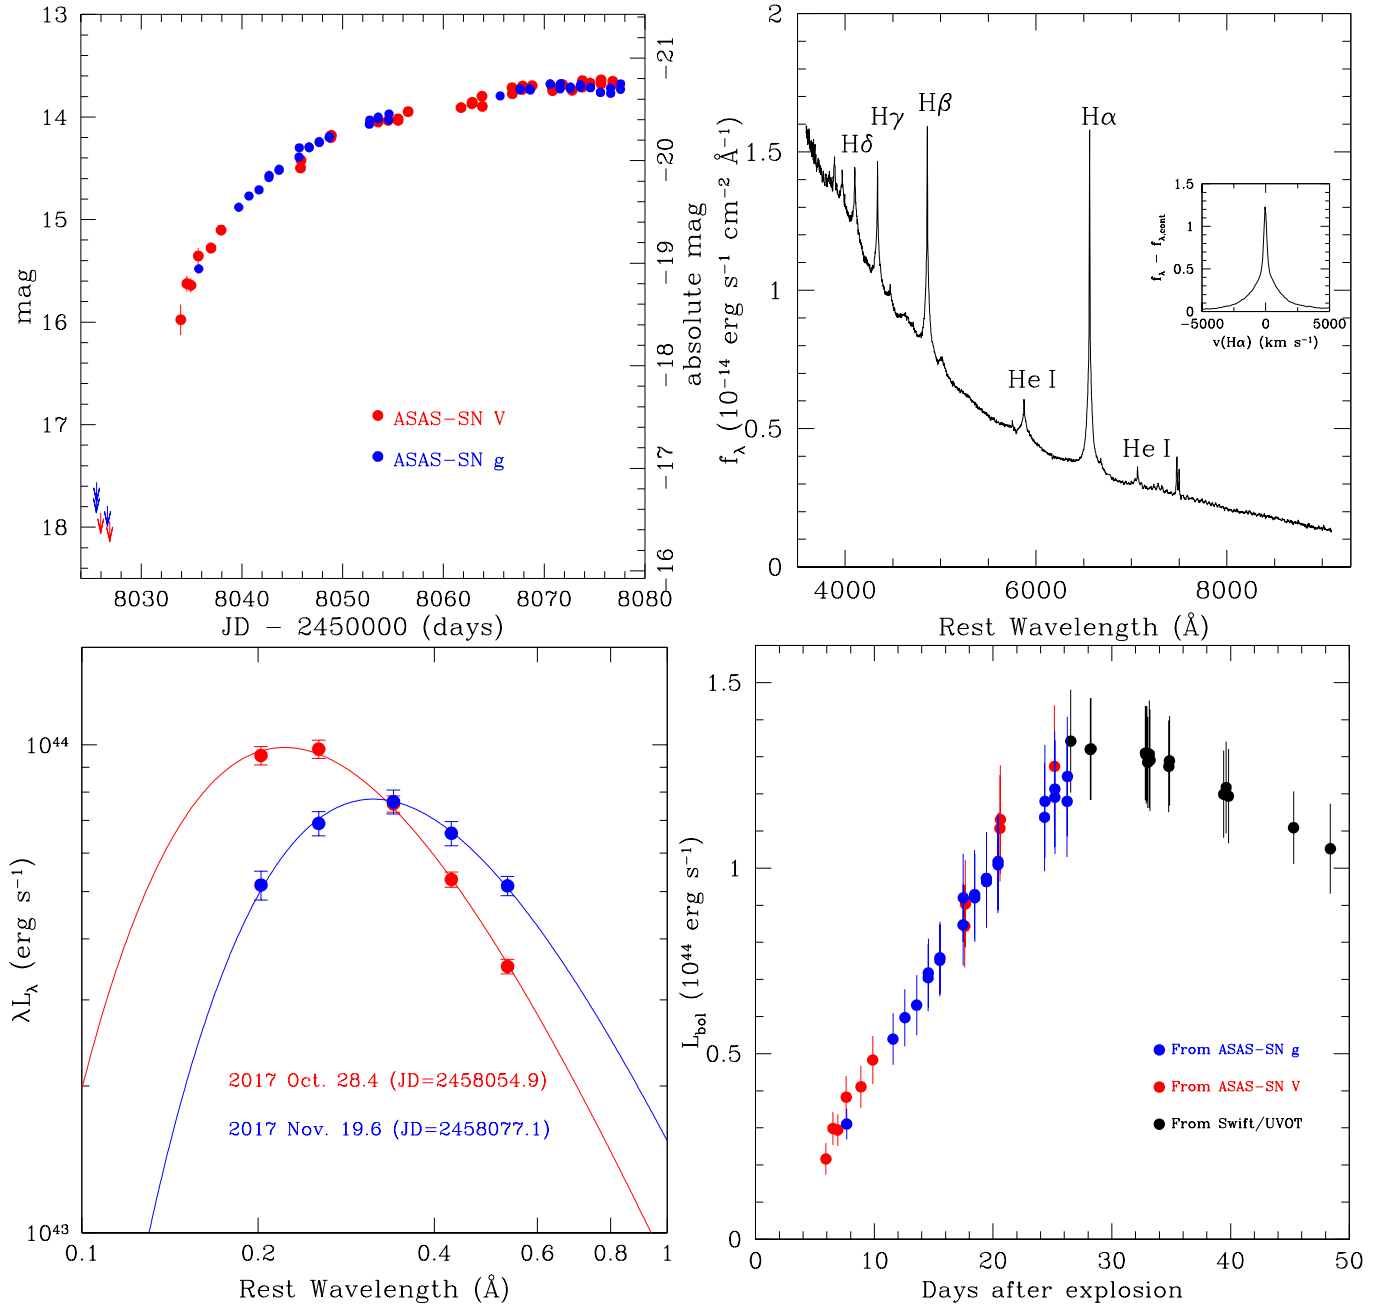 13
14
15
16
17
18
mag
−21
−20
−19
−18
−17
−16
absolute mag
ASAS−SN V
ASAS−SN g
8030 8040 8050 8060 8070 8080
JD − 2450000 (days)
2
1.5
1
0.5
0
f_λ (10⁻¹⁴ erg s⁻¹ cm⁻² Å⁻¹)
Hδ
Hγ
Hβ
He I
Hα
He I
4000 6000 8000
Rest Wavelength (Å)
1.5
1
0.5
0
f_λ − f_λ,cont
−5000 0 5000
v(Hα) (km s⁻¹)
10⁴⁴
10⁴³
λL_λ (erg s⁻¹)
2017 Oct. 28.4 (JD=2458054.9)
2017 Nov. 19.6 (JD=2458077.1)
0.1 0.2 0.4 0.6 0.8 1
Rest Wavelength (Å)
1.5
1
0.5
0
L_bol (10⁴⁴ erg s⁻¹)
From ASAS−SN g
From ASAS−SN V
From Swift/UVOT
0 10 20 30 40 50
Days after explosion